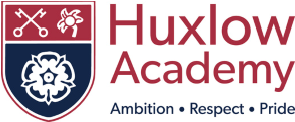 Huxlow
Academy
Ambition • Respect • Pride